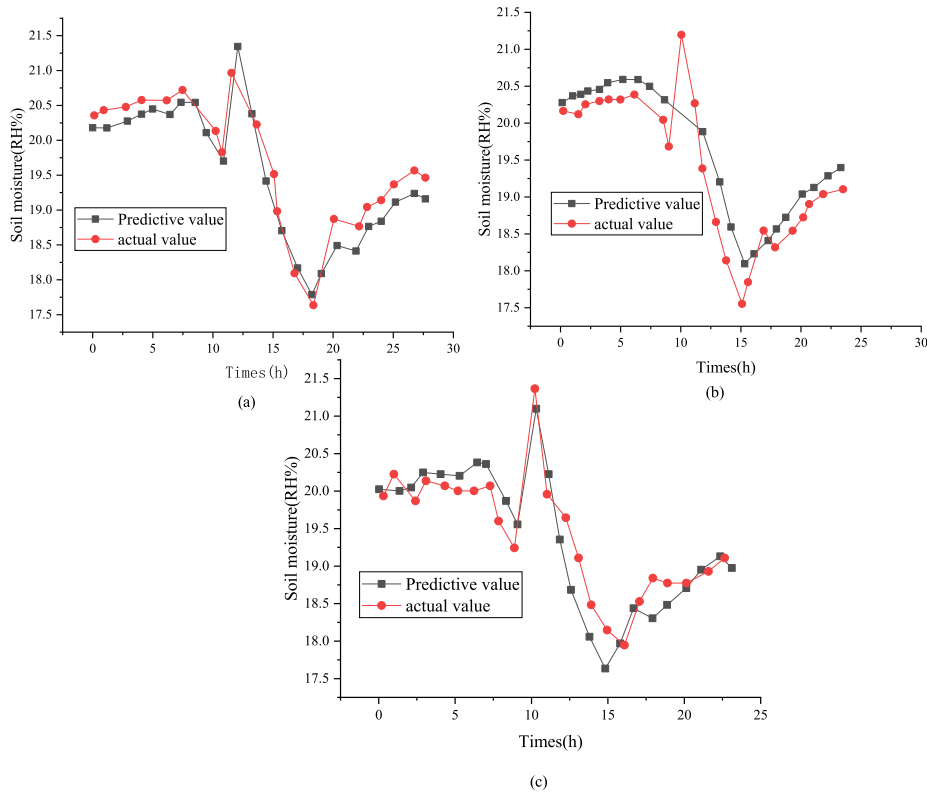 21.5
21.0
20.5
20.0
19.5
19.0
18.5
18.0
17.5
Soil moisture(RH%)
Predictive value
actual value
0 5 10 15 20 25 30
Times(h)
(a)
21.5
21.0
20.5
20.0
19.5
19.0
18.5
18.0
17.5
Soil moisture(RH%)
Predictive value
actual value
0 5 10 15 20 25 30
Times(h)
(b)
21.5
21.0
20.5
20.0
19.5
19.0
18.5
18.0
17.5
Soil moisture(RH%)
Predictive value
actual value
0 5 10 15 20 25
Times(h)
(c)